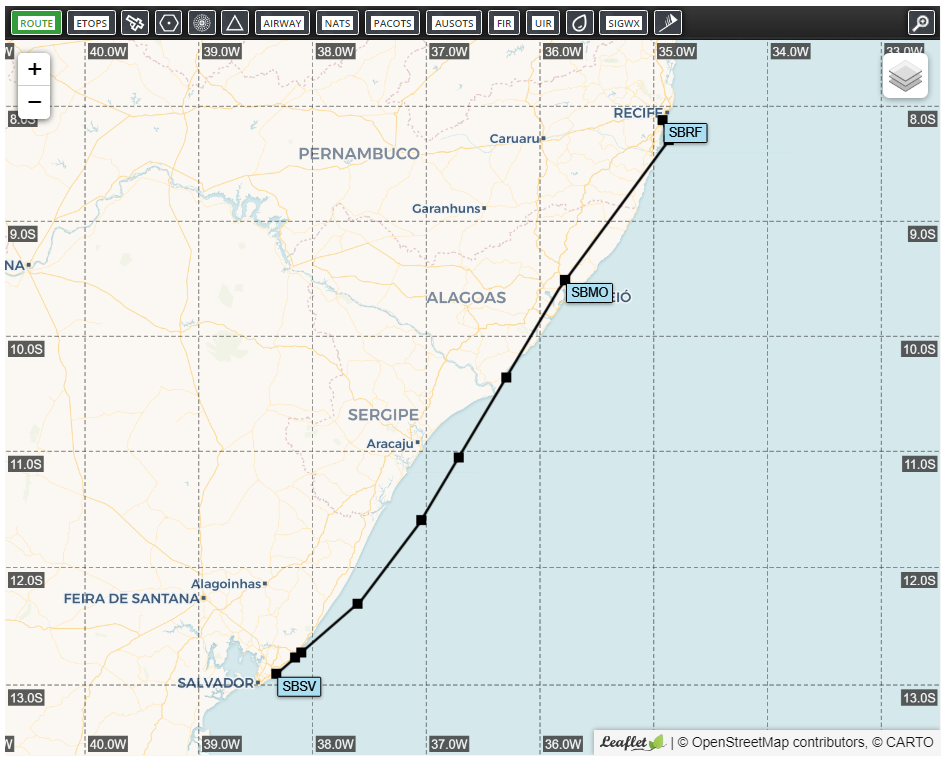 ROUTE ETOPS AIRWAY NATS PACOTS AUSOTS FIR UIR SIGWX
W 40.0W 39.0W 38.0W 37.0W 36.0W 35.0W 34.0W 33.0W
+
−
8.0S
RECIFE
8.0S
SBRF
Caruaru
PERNAMBUCO
Garanhuns
9.0S
9.0S
NA
SBMO
EIÓ
ALAGOAS
10.0S
10.0S
SERGIPE
Aracaju
11.0S
11.0S
12.0S
12.0S
Alagoinhas
FEIRA DE SANTANA
SALVADOR
SBSV
13.0S
13.0S
W 40.0W 39.0W 38.0W 37.0W 36.0W
Leaflet | © OpenStreetMap contributors, © CARTO